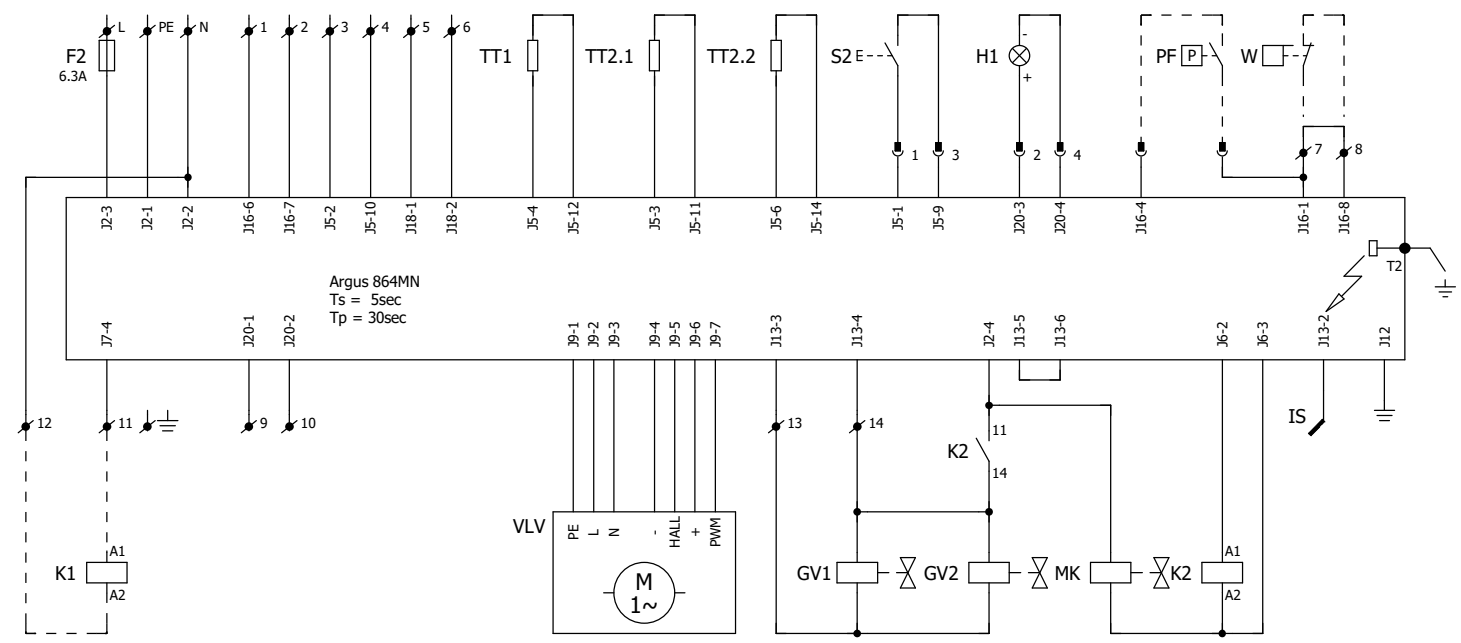 L PE N 1 2 3 4 5 6
F2
6.3A
TT1 TT2.1 TT2.2 S2 H1 - + PF P W
1 3 2 4 7 8
J2-3 J2-1 J2-2 J16-6 J16-7 J5-2 J5-10 J18-1 J18-2 J5-4 J5-12 J5-3 J5-11 J5-6 J5-14 J5-1 J5-9 J20-3 J20-4 J16-4 J16-1 J16-8
T2
Argus 864MN
Ts = 5sec
Tp = 30sec
J7-4 J20-1 J20-2 J9-1 J9-2 J9-3 J9-4 J9-5 J9-6 J9-7 J13-3 J13-4 J2-4 J13-5 J13-6 J6-2 J6-3 J13-2 J12
12 11 9 10 13 14 IS
K2 11
14
VLV PE L N - HALL + PWM
K1 A1
A2
M
1~
GV1 GV2 MK K2 A1
A2